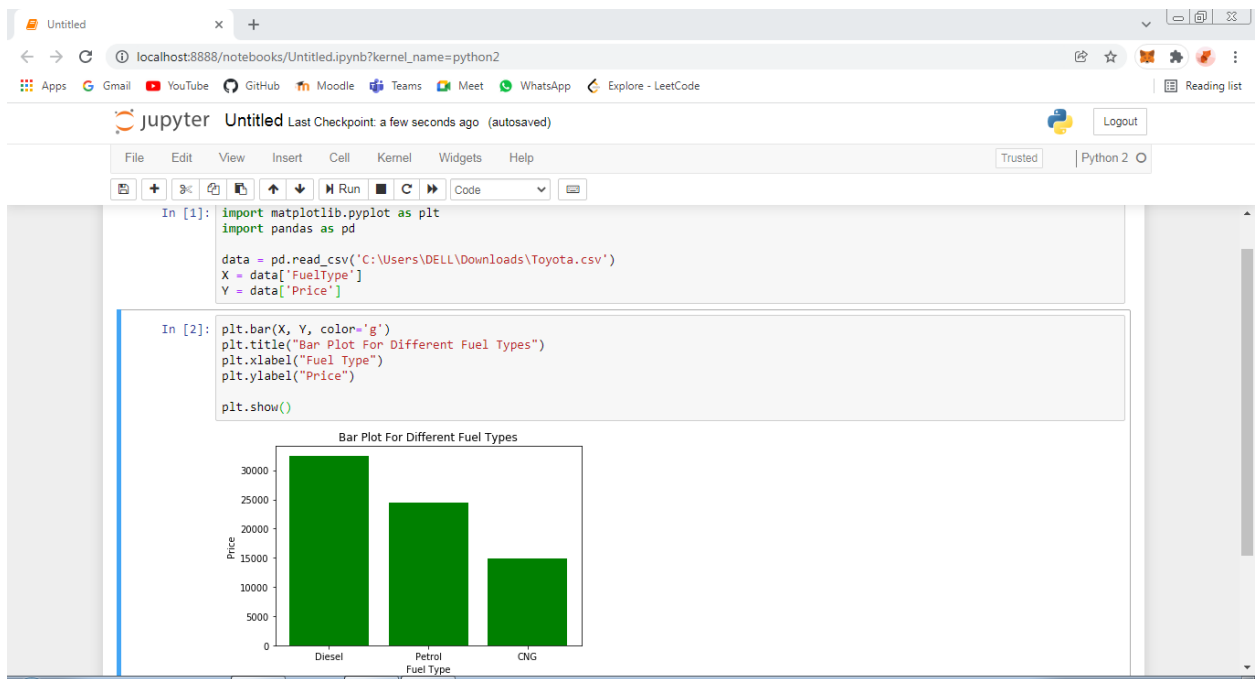 Untitled
localhost:8888/notebooks/Untitled.ipynb?kernel_name=python2
Apps Gmail YouTube GitHub Moodle Teams Meet WhatsApp Explore - LeetCode Reading list
jupyter Untitled Last Checkpoint: a few seconds ago (autosaved) Logout
File Edit View Insert Cell Kernel Widgets Help Trusted Python 2
Run Code
In [1]: import matplotlib.pyplot as plt
import pandas as pd
data = pd.read_csv('C:\Users\DELL\Downloads\Toyota.csv')
X = data['FuelType']
Y = data['Price']
In [2]: plt.bar(X, Y, color='g')
plt.title("Bar Plot For Different Fuel Types")
plt.xlabel("Fuel Type")
plt.ylabel("Price")
plt.show()
Bar Plot For Different Fuel Types
30000
25000
20000
Price
15000
10000
5000
0
Diesel Petrol CNG
Fuel Type